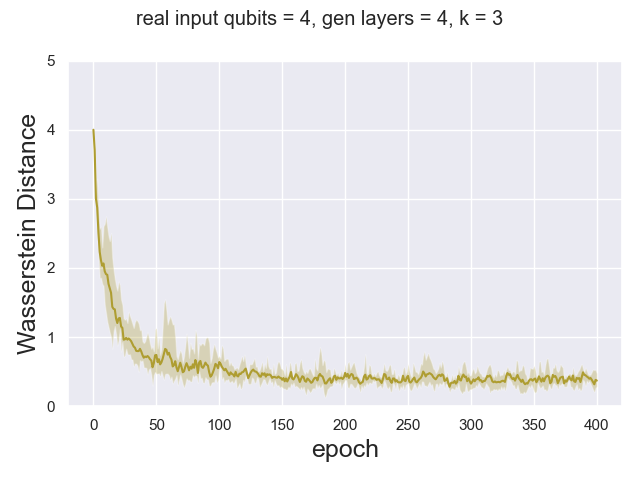 real input qubits = 4, gen layers = 4, k = 3
5
4
3
2
1
0
Wasserstein Distance
0 50 100 150 200 250 300 350 400
epoch